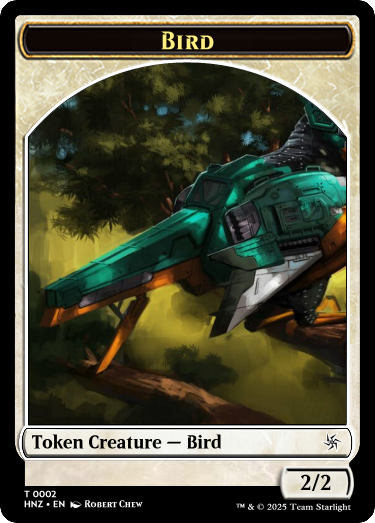 Bird
Token Creature — Bird
2/2
T 0002
HNZ • EN Robert Chew
™ & © 2025 Team Starlight